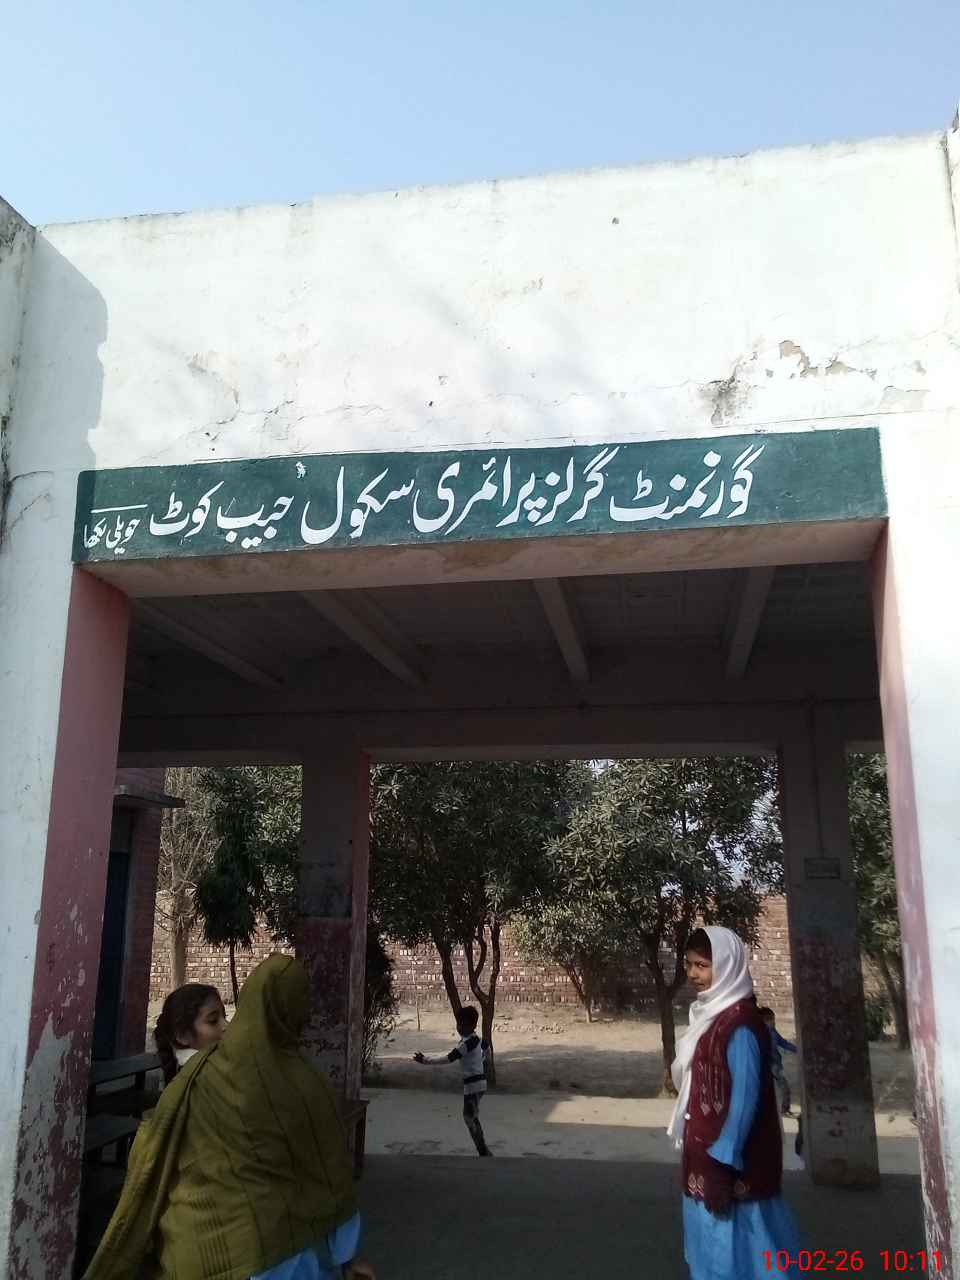 گورنمنٹ گرلز پرائمری سکول حبیب کوٹ حویلی لکھا
10-02-26 10:11